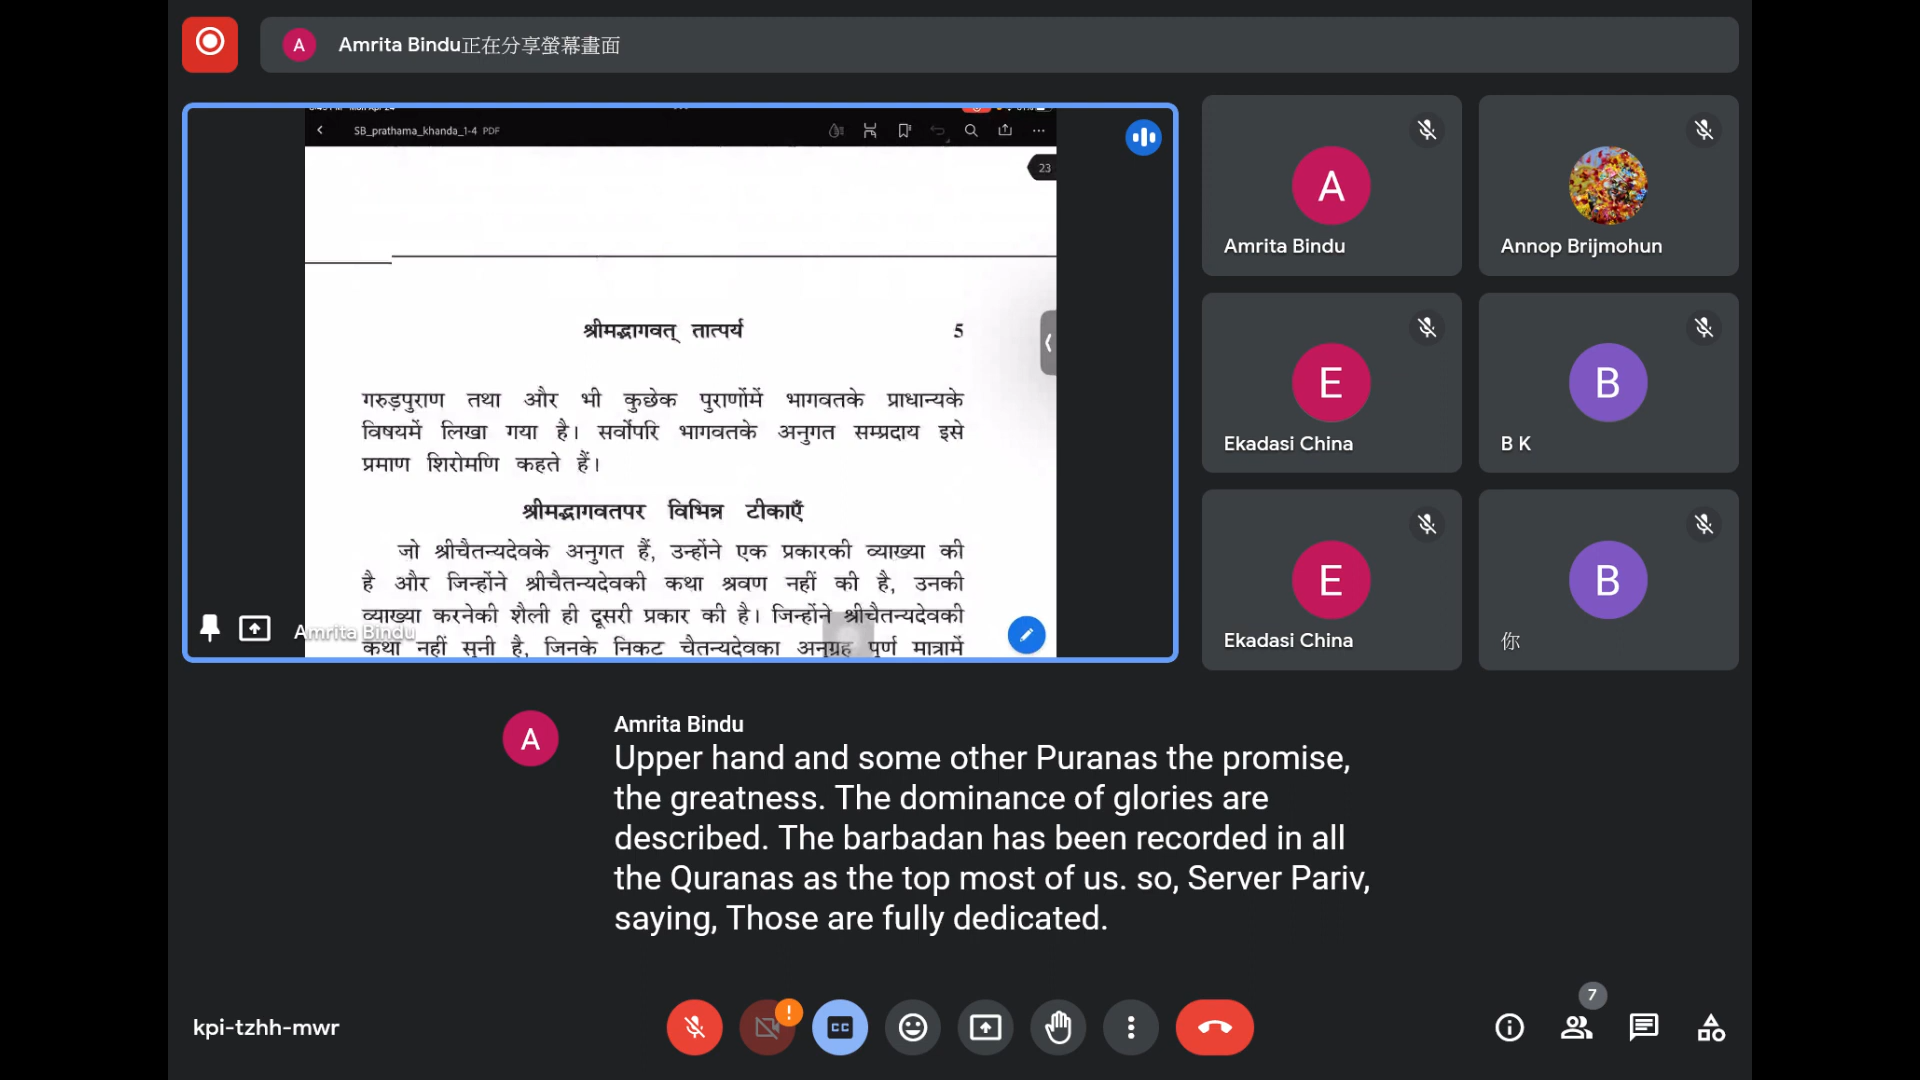 A
Amrita Bindu正在分享螢幕畫面
SB_prathama_khanda_1-4 PDF
23
श्रीमद्भागवत् तात्पर्य 5
गरुड़पुराण तथा और भी कुछेक पुराणोंमें भागवतके प्राधान्यके
विषयमें लिखा गया है। सर्वोपरि भागवतके अनुगत सम्प्रदाय इसे
प्रमाण शिरोमणि कहते हैं।
श्रीमद्भागवतपर विभिन्न टीकाएँ
जो श्रीचैतन्यदेवके अनुगत हैं, उन्होंने एक प्रकारकी व्याख्या की
है और जिन्होंने श्रीचैतन्यदेवकी कथा श्रवण नहीं की है, उनकी
व्याख्या करनेकी शैली ही दूसरी प्रकार की है। जिन्होंने श्रीचैतन्यदेवकी
कथा नहीं सुनी है, जिनके निकट चैतन्यदेवका अनुग्रह पूर्ण मात्रामें
Amrita Bindu
A
Amrita Bindu
Annop Brijmohun
E
Ekadasi China
B
B K
E
Ekadasi China
B
你
A
Amrita Bindu
Upper hand and some other Puranas the promise,
the greatness. The dominance of glories are
described. The barbadan has been recorded in all
the Quranas as the top most of us. so, Server Pariv,
saying, Those are fully dedicated.
kpi-tzhh-mwr
!
CC
7